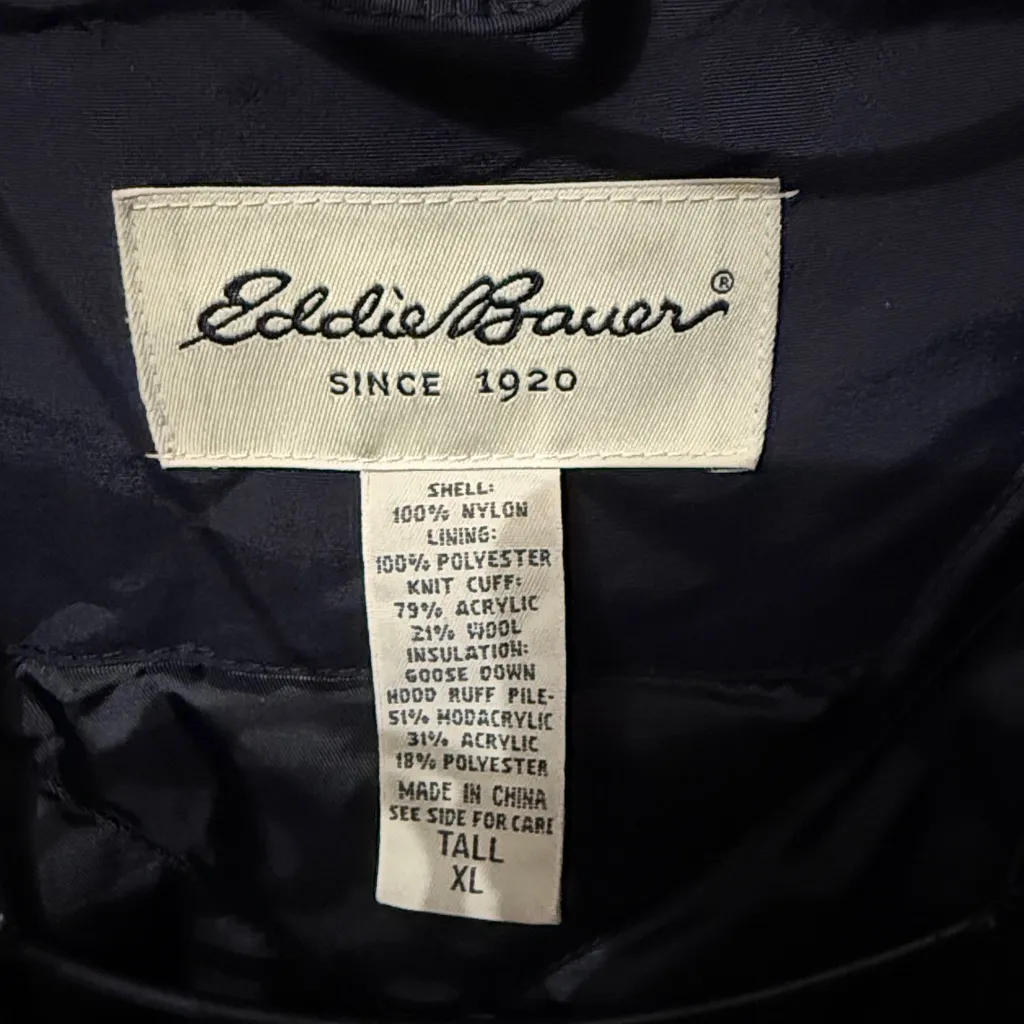 Eddie Bauer®
SINCE 1920
SHELL:
100% NYLON
LINING:
100% POLYESTER
KNIT CUFF:
79% ACRYLIC
21% WOOL
INSULATION:
GOOSE DOWN
HOOD RUFF PILE-
51% MODACRYLIC
31% ACRYLIC
18% POLYESTER
MADE IN CHINA
SEE SIDE FOR CARE
TALL
XL